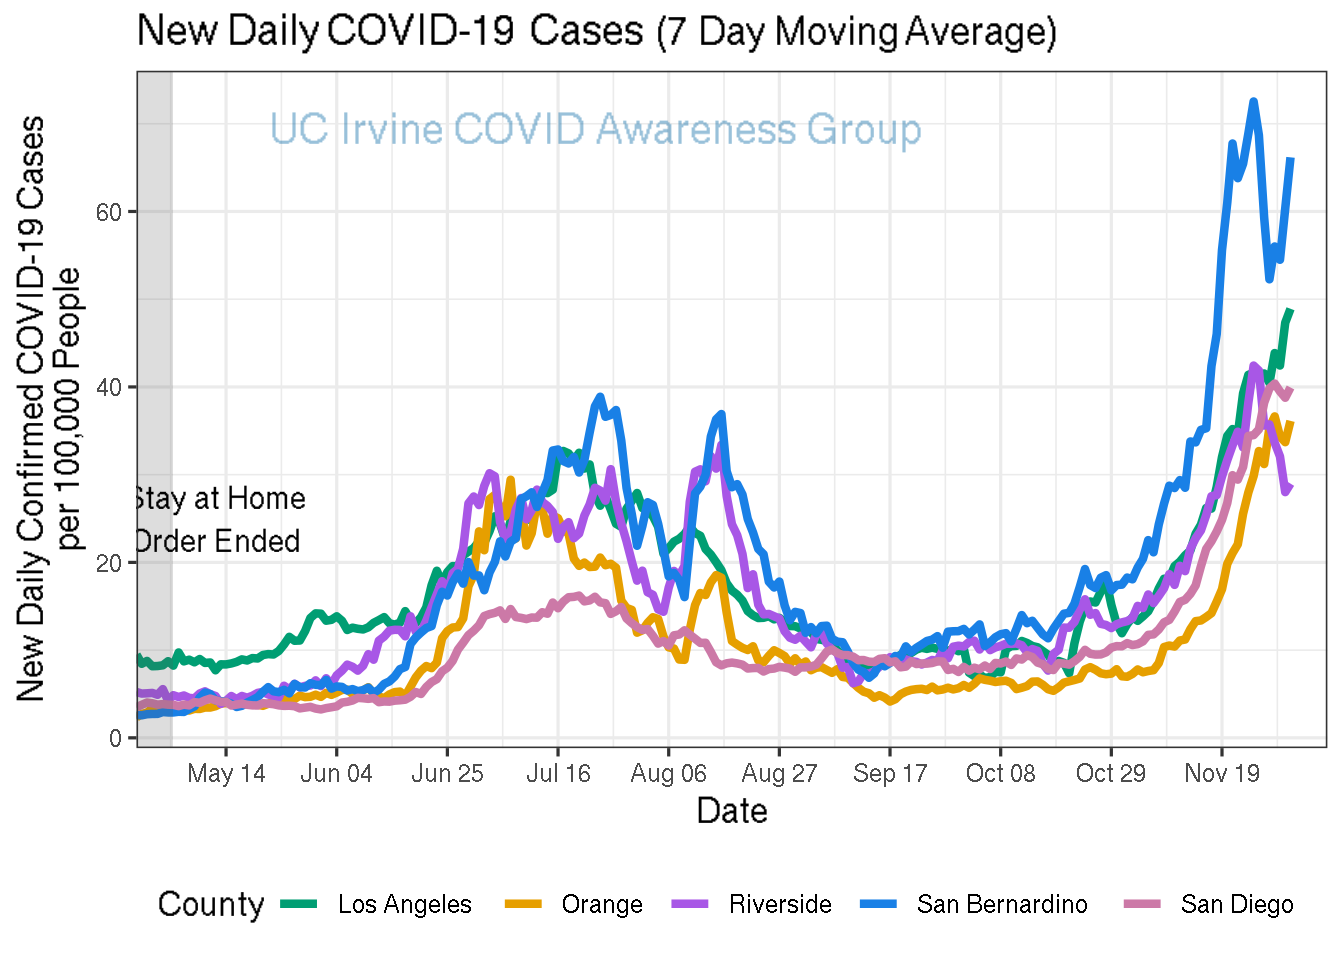 New Daily COVID-19 Cases (7 Day Moving Average)
UC Irvine COVID Awareness Group
New Daily Confirmed COVID-19 Cases
per 100,000 People
60
40
20
0
Stay at Home
Order Ended
May 14 Jun 04 Jun 25 Jul 16 Aug 06 Aug 27 Sep 17 Oct 08 Oct 29 Nov 19
Date
County Los Angeles Orange Riverside San Bernardino San Diego